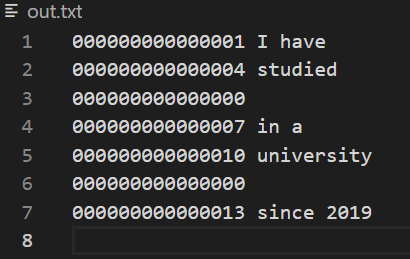 out.txt
1 000000000000001 I have
2 000000000000004 studied
3 000000000000000
4 000000000000007 in a
5 000000000000010 university
6 000000000000000
7 000000000000013 since 2019
8